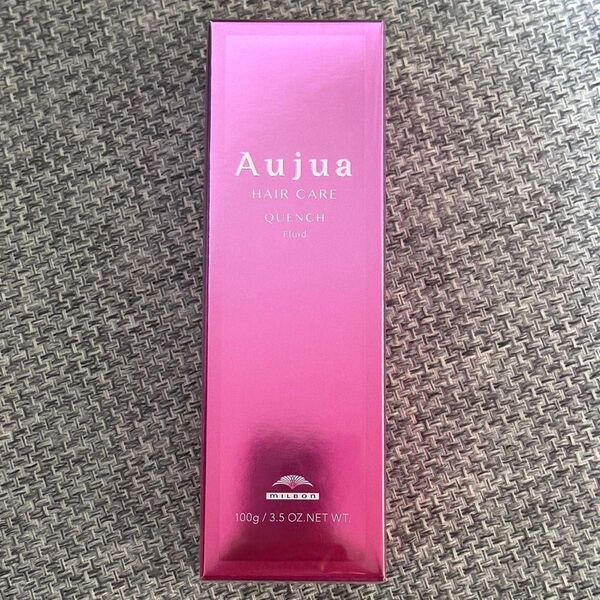 Aujua
HAIR CARE
QUENCH
Fluid
MILBON
100g / 3.5 OZ.NET WT.